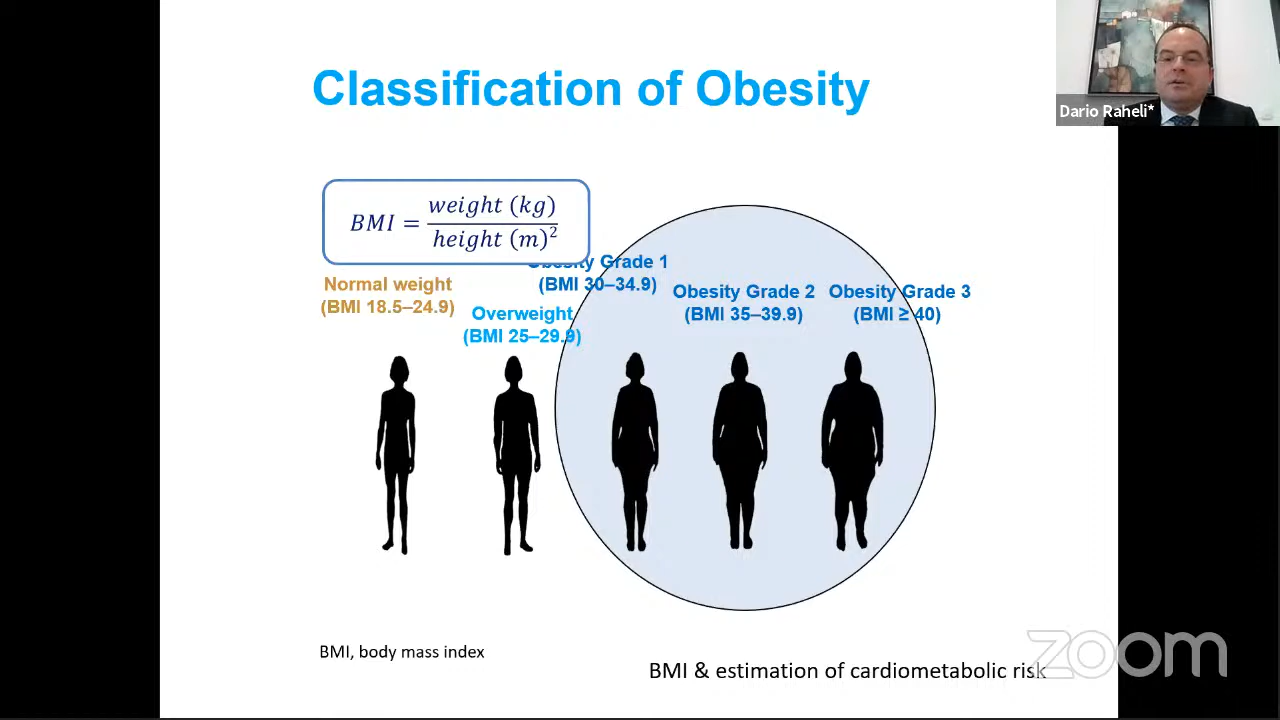 Classification of Obesity
Dario Raheli*
BMI = weight (kg) / height (m)²
Obesity Grade 1
(BMI 30–34.9)
Normal weight
(BMI 18.5–24.9)
Overweight
(BMI 25–29.9)
Obesity Grade 2
(BMI 35–39.9)
Obesity Grade 3
(BMI ≥ 40)
BMI, body mass index
BMI & estimation of cardiometabolic risk
zoom